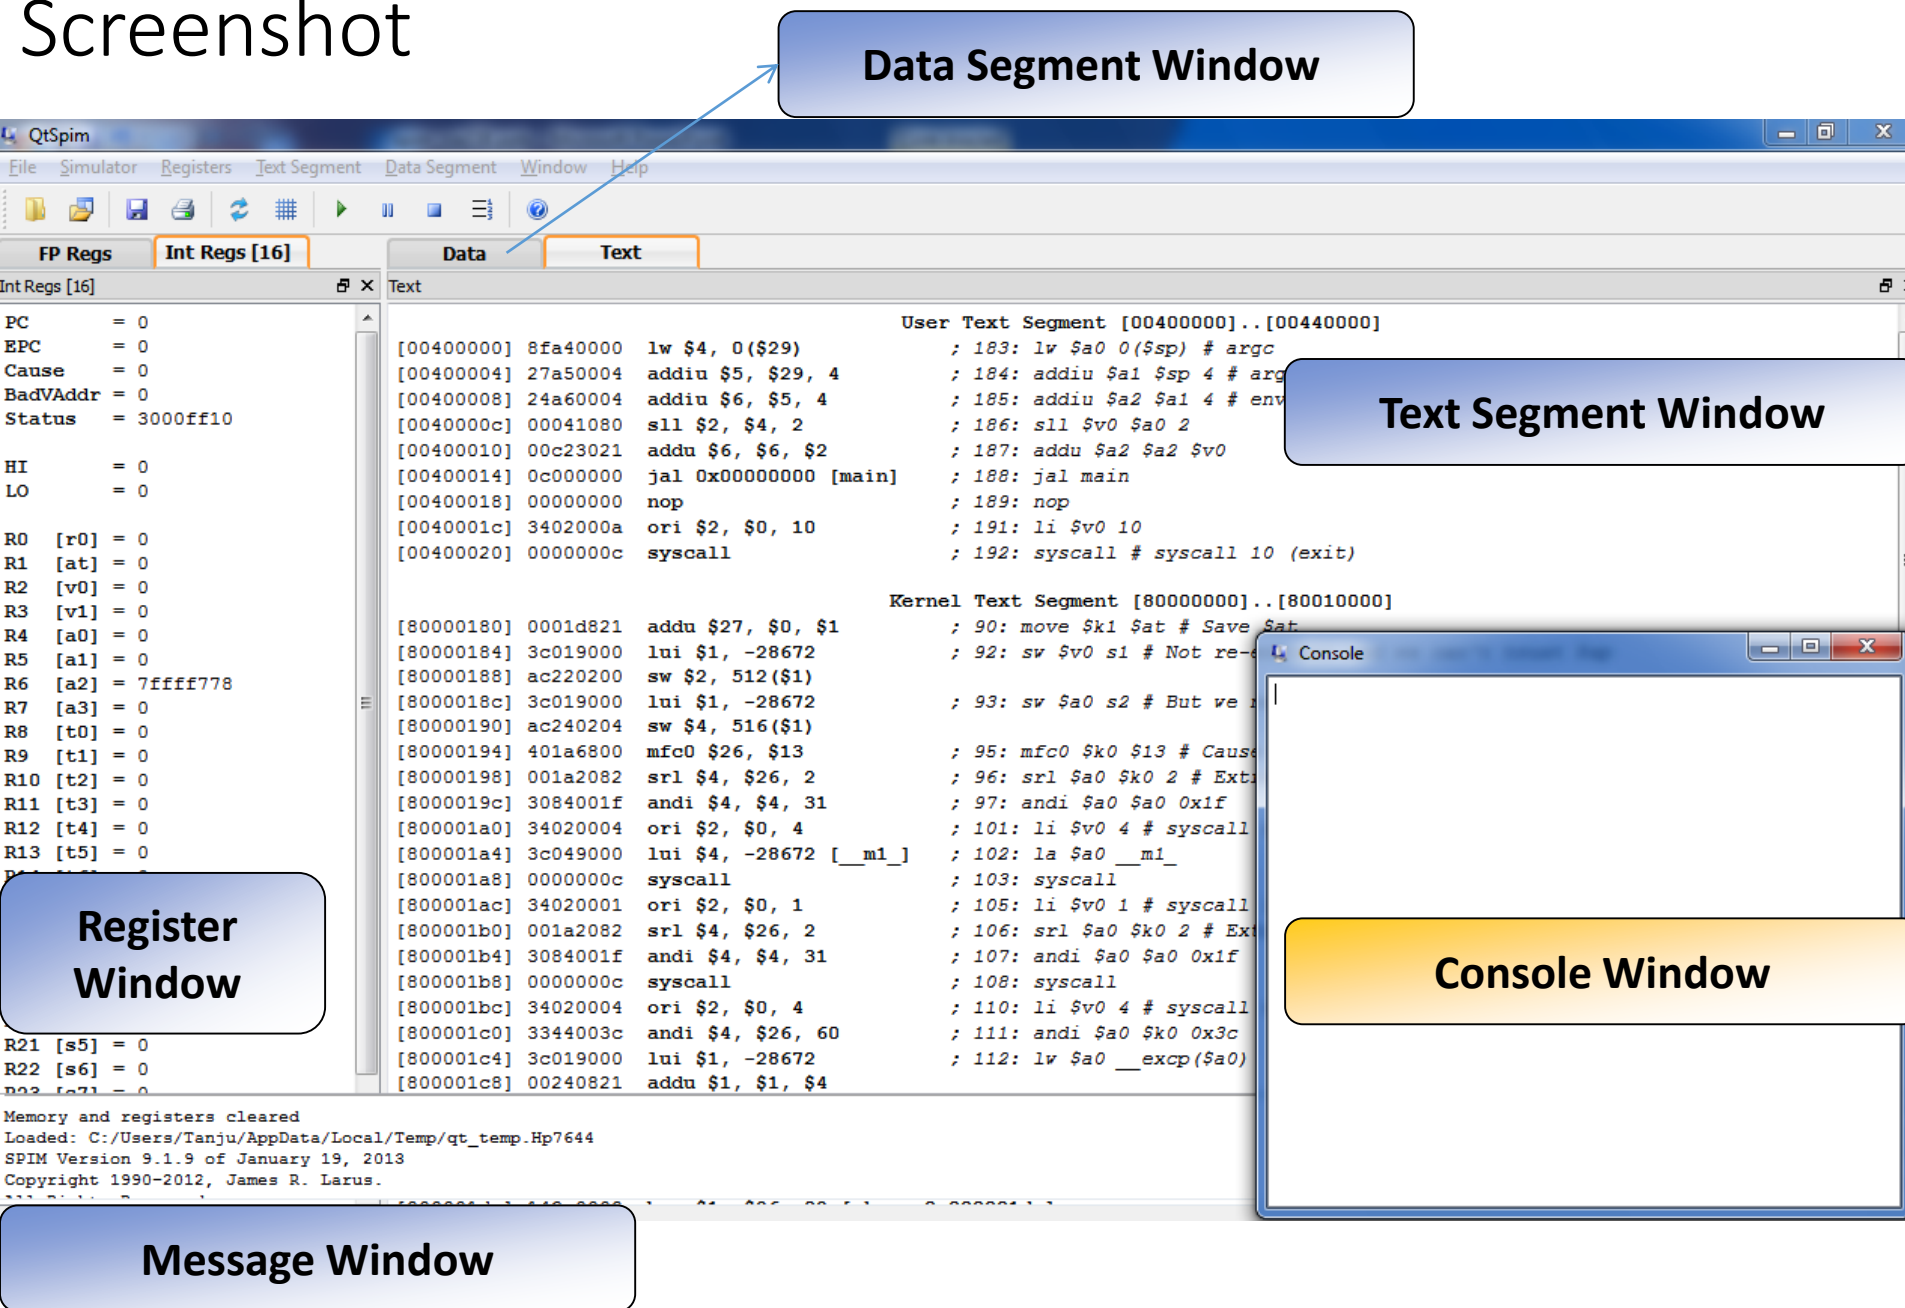 Screenshot
Data Segment Window
QtSpim
File Simulator Registers Text Segment Data Segment Window Help
FP Regs Int Regs [16] Data Text
Int Regs [16] Text
PC = 0
EPC = 0
Cause = 0
BadVAddr = 0
Status = 3000ff10
HI = 0
LO = 0
R0 [r0] = 0
R1 [at] = 0
R2 [v0] = 0
R3 [v1] = 0
R4 [a0] = 0
R5 [a1] = 0
R6 [a2] = 7ffff778
R7 [a3] = 0
R8 [t0] = 0
R9 [t1] = 0
R10 [t2] = 0
R11 [t3] = 0
R12 [t4] = 0
R13 [t5] = 0
Register
Window
R21 [s5] = 0
R22 [s6] = 0
User Text Segment [00400000]..[00440000]
[00400000] 8fa40000 lw $4, 0($29) ; 183: lw $a0 0($sp) # argc
[00400004] 27a50004 addiu $5, $29, 4 ; 184: addiu $a1 $sp 4 # arg
[00400008] 24a60004 addiu $6, $5, 4 ; 185: addiu $a2 $a1 4 # env
[0040000c] 00041080 sll $2, $4, 2 ; 186: sll $v0 $a0 2
[00400010] 00c23021 addu $6, $6, $2 ; 187: addu $a2 $a2 $v0
[00400014] 0c000000 jal 0x00000000 [main] ; 188: jal main
[00400018] 00000000 nop ; 189: nop
[0040001c] 3402000a ori $2, $0, 10 ; 191: li $v0 10
[00400020] 0000000c syscall ; 192: syscall # syscall 10 (exit)
Text Segment Window
Kernel Text Segment [80000000]..[80010000]
[80000180] 0001d821 addu $27, $0, $1 ; 90: move $k1 $at # Save $at
[80000184] 3c019000 lui $1, -28672 ; 92: sw $v0 s1 # Not re-e
[80000188] ac220200 sw $2, 512($1)
[8000018c] 3c019000 lui $1, -28672 ; 93: sw $a0 s2 # But we
[80000190] ac240204 sw $4, 516($1)
[80000194] 401a6800 mfc0 $26, $13 ; 95: mfc0 $k0 $13 # Cause
[80000198] 001a2082 srl $4, $26, 2 ; 96: srl $a0 $k0 2 # Ext
[8000019c] 3084001f andi $4, $4, 31 ; 97: andi $a0 $a0 0x1f
[800001a0] 34020004 ori $2, $0, 4 ; 101: li $v0 4 # syscall
[800001a4] 3c049000 lui $4, -28672 [__m1_] ; 102: la $a0 __m1_
[800001a8] 0000000c syscall ; 103: syscall
[800001ac] 34020001 ori $2, $0, 1 ; 105: li $v0 1 # syscall
[800001b0] 001a2082 srl $4, $26, 2 ; 106: srl $a0 $k0 2 # Ext
[800001b4] 3084001f andi $4, $4, 31 ; 107: andi $a0 $a0 0x1f
[800001b8] 0000000c syscall ; 108: syscall
[800001bc] 34020004 ori $2, $0, 4 ; 110: li $v0 4 # syscall
[800001c0] 3344003c andi $4, $26, 60 ; 111: andi $a0 $k0 0x3c
[800001c4] 3c019000 lui $1, -28672 ; 112: lw $a0 __excp($a0)
[800001c8] 00240821 addu $1, $1, $4
Console
Console Window
Memory and registers cleared
Loaded: C:/Users/Tanju/AppData/Local/Temp/qt_temp.Hp7644
SPIM Version 9.1.9 of January 19, 2013
Copyright 1990-2012, James R. Larus.
Message Window